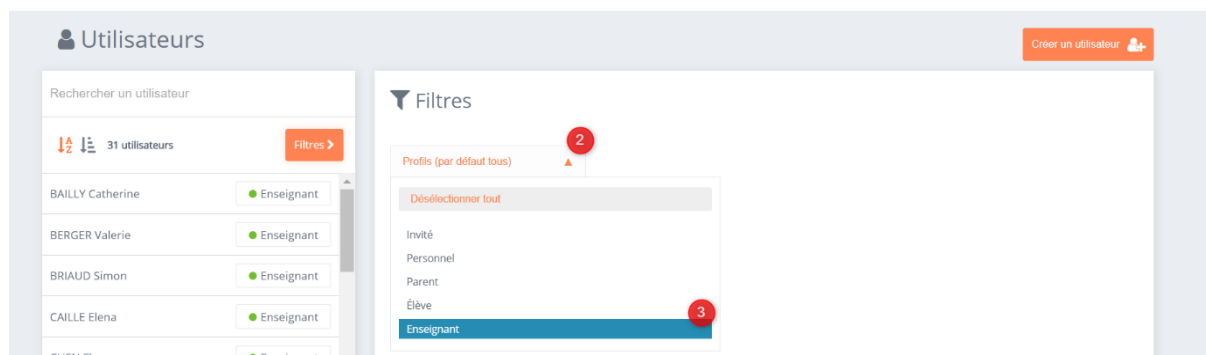 Utilisateurs
Créer un utilisateur
Rechercher un utilisateur
31 utilisateurs
Filtres
BAILLY Catherine
Enseignant
BERGER Valerie
Enseignant
BRIAUD Simon
Enseignant
CAILLE Elena
Enseignant
Filtres
2
Profils (par défaut tous)
Désélectionner tout
Invité
Personnel
Parent
Élève
3
Enseignant